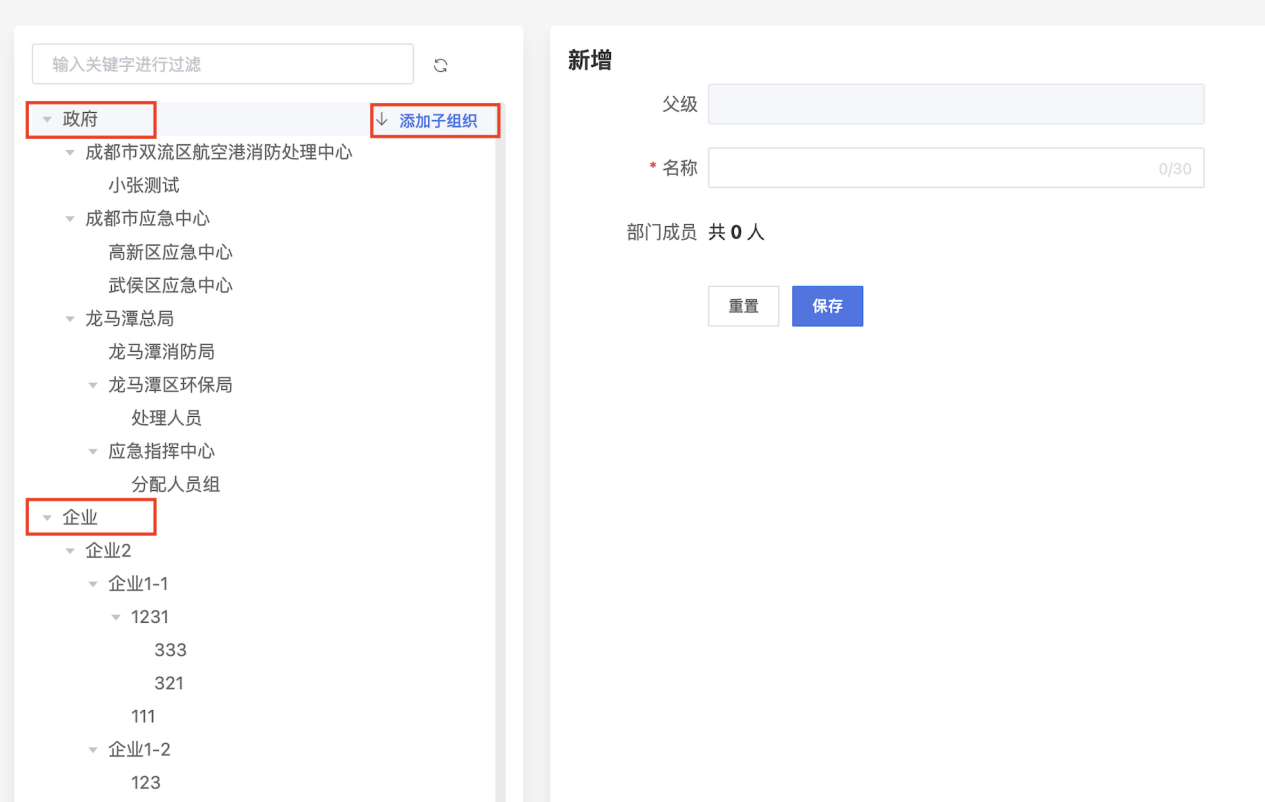 输入关键字进行过滤
政府
添加子组织
成都市双流区航空港消防处理中心
小张测试
成都市应急中心
高新区应急中心
武侯区应急中心
龙马潭总局
龙马潭消防局
龙马潭区环保局
处理人员
应急指挥中心
分配人员组
企业
企业2
企业1-1
1231
333
321
111
企业1-2
123
新增
父级
* 名称 0/30
部门成员 共 0 人
重置 保存